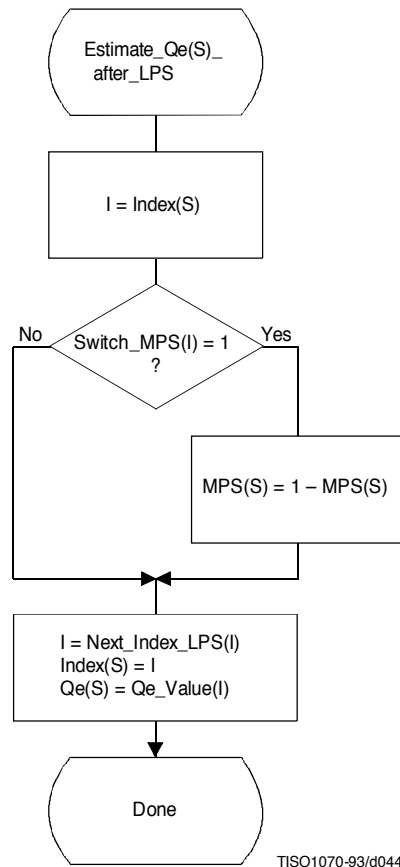 Estimate_Qe(S)_
after_LPS
I = Index(S)
No
Switch_MPS(I) = 1
?
Yes
MPS(S) = 1 – MPS(S)
I = Next_Index_LPS(I)
Index(S) = I
Qe(S) = Qe_Value(I)
Done
TISO1070-93/d044